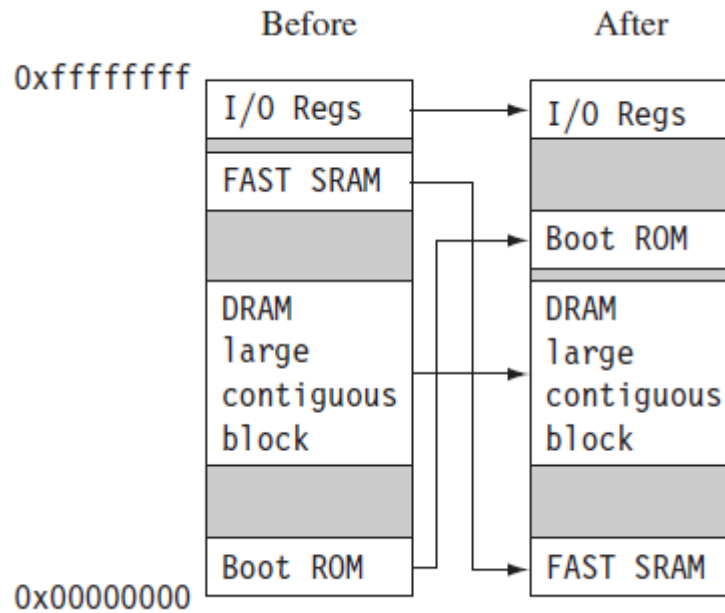 Before
After
0xffffffff
I/O Regs
FAST SRAM
DRAM
large
contiguous
block
Boot ROM
0x00000000
I/O Regs
Boot ROM
DRAM
large
contiguous
block
FAST SRAM